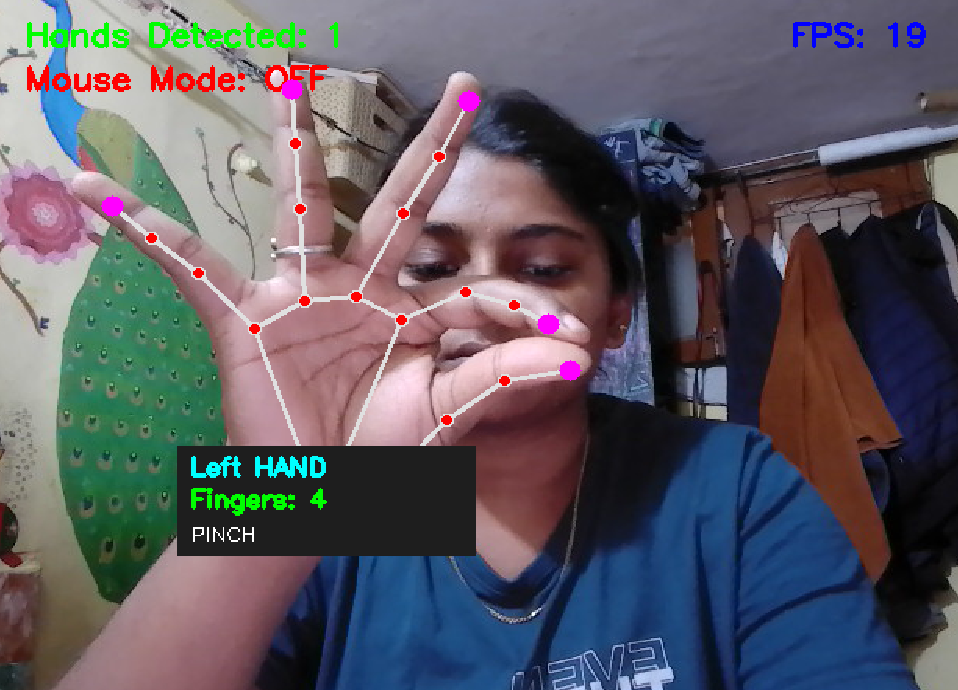 Hands Detected: 1
FPS: 19
Mouse Mode: OFF
Left HAND
Fingers: 4
PINCH